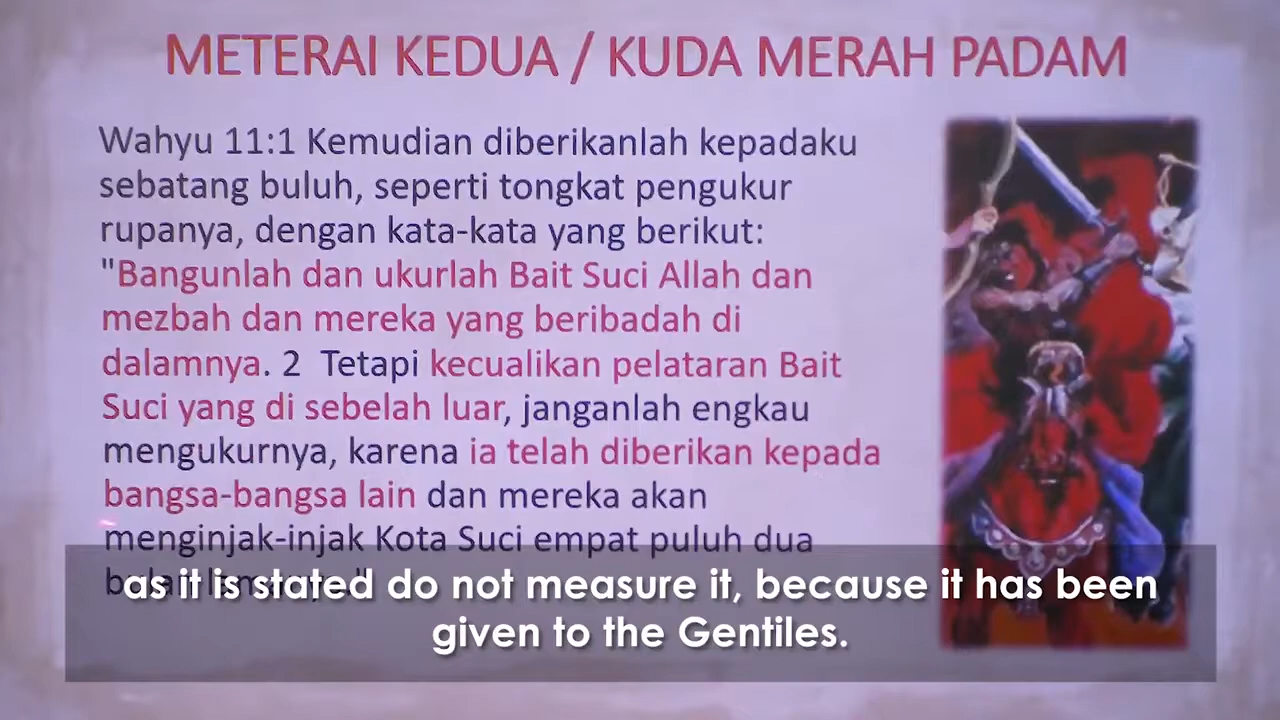 METERAI KEDUA / KUDA MERAH PADAM
Wahyu 11:1 Kemudian diberikanlah kepadaku
sebatang buluh, seperti tongkat pengukur
rupanya, dengan kata-kata yang berikut:
"Bangunlah dan ukurlah Bait Suci Allah dan
mezbah dan mereka yang beribadah di
dalamnya. 2 Tetapi kecualikan pelataran Bait
Suci yang di sebelah luar, janganlah engkau
mengukurnya, karena ia telah diberikan kepada
bangsa-bangsa lain dan mereka akan
menginjak-injak Kota Suci empat puluh dua
as it is stated do not measure it, because it has been
given to the Gentiles.